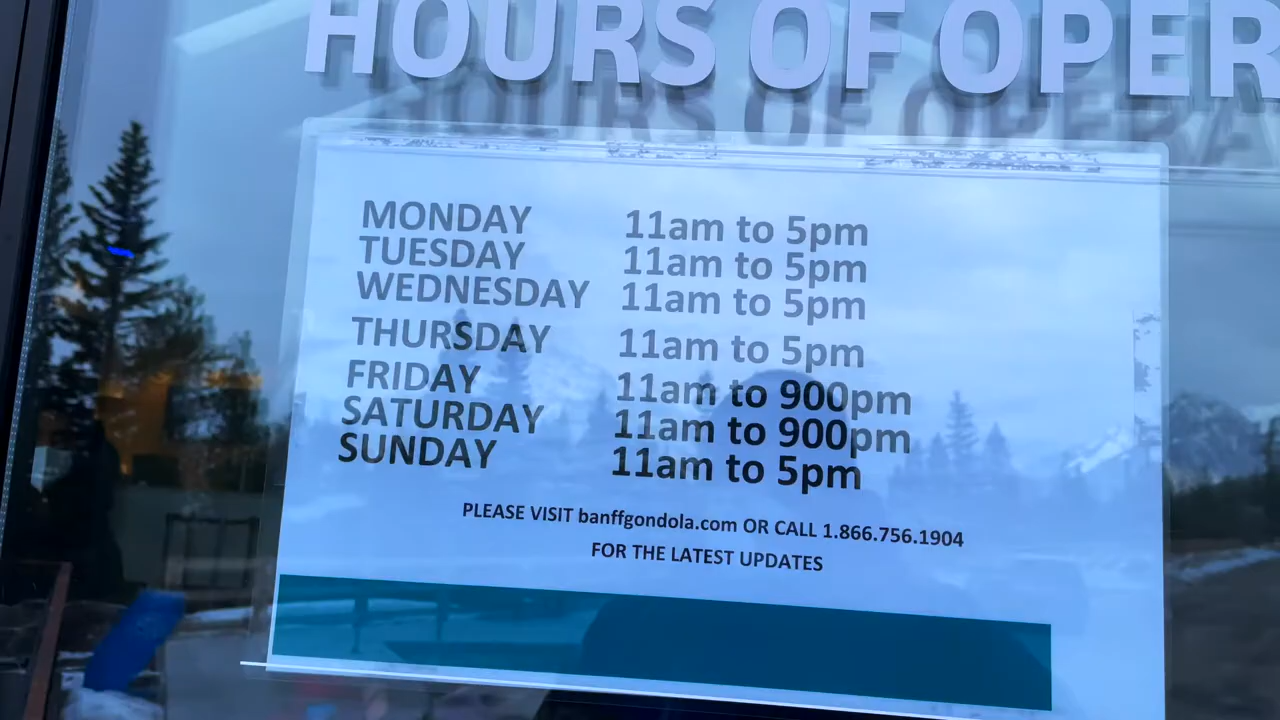 HOURS OF OPER
MONDAY 11am to 5pm
TUESDAY 11am to 5pm
WEDNESDAY 11am to 5pm
THURSDAY 11am to 5pm
FRIDAY 11am to 900pm
SATURDAY 11am to 900pm
SUNDAY 11am to 5pm
PLEASE VISIT banffgondola.com OR CALL 1.866.756.1904
FOR THE LATEST UPDATES